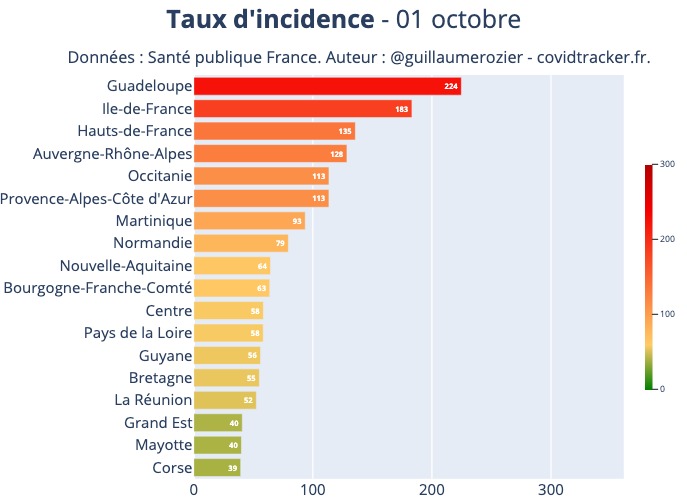 Taux d'incidence - 01 octobre
Données : Santé publique France. Auteur : @guillaumerozier - covidtracker.fr.
Guadeloupe 224
Ile-de-France 183
Hauts-de-France 135
Auvergne-Rhône-Alpes 128
Occitanie 113
Provence-Alpes-Côte d'Azur 113
Martinique 93
Normandie 79
Nouvelle-Aquitaine 64
Bourgogne-Franche-Comté 63
Centre 58
Pays de la Loire 58
Guyane 56
Bretagne 55
La Réunion 52
Grand Est 40
Mayotte 40
Corse 39
0 100 200 300
300
200
100
0